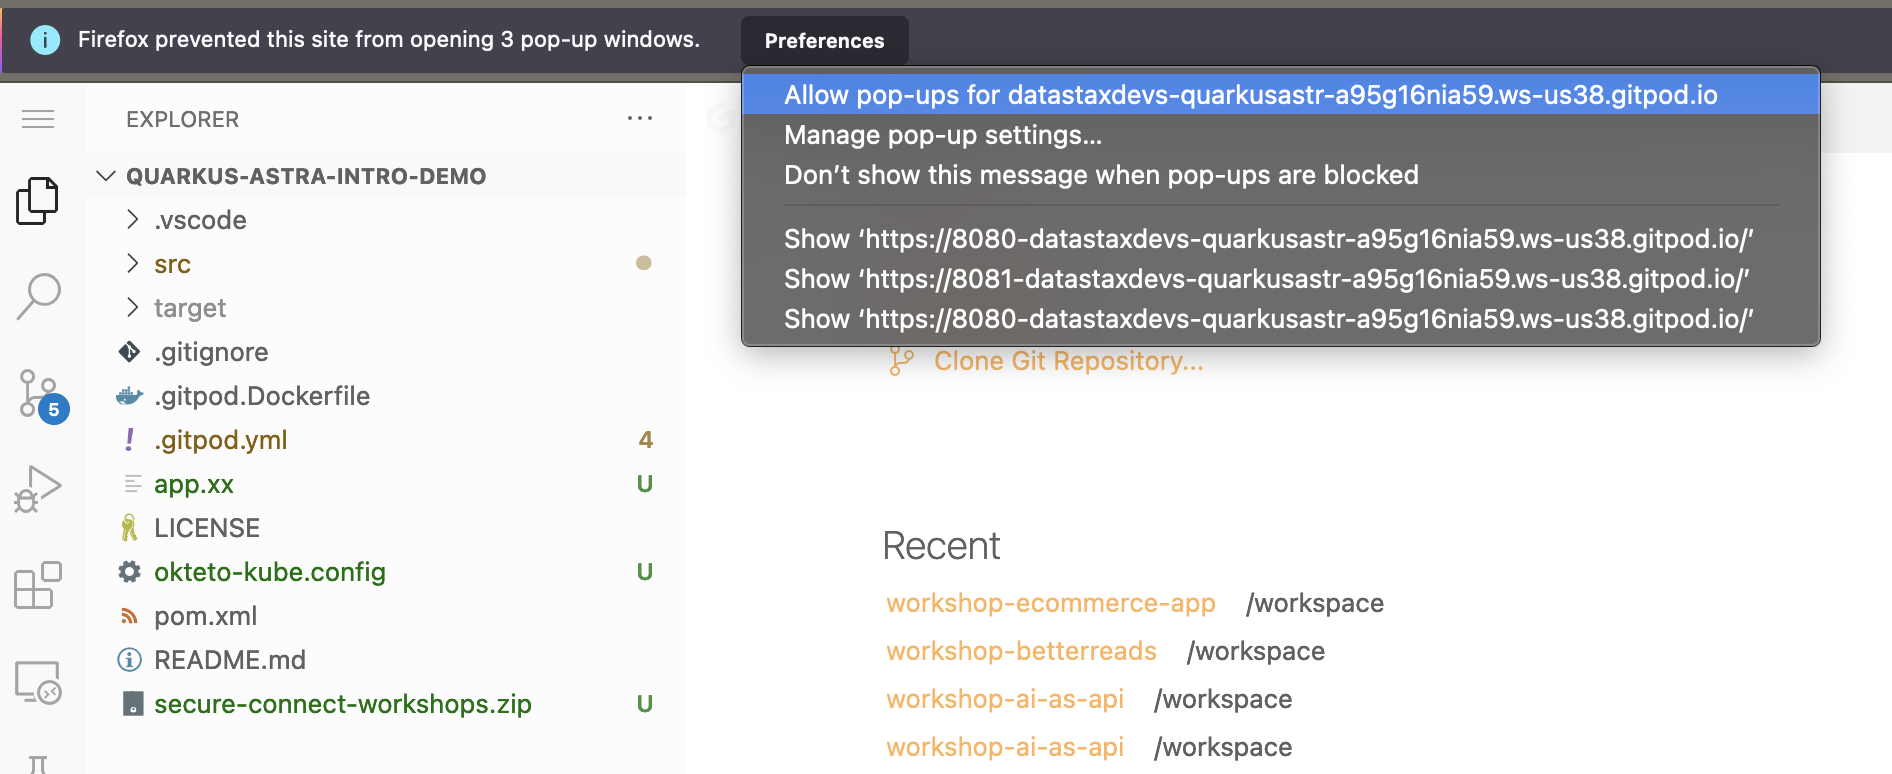 Firefox prevented this site from opening 3 pop-up windows.
Preferences
Allow pop-ups for datastaxdevs-quarkusastr-a95g16nia59.ws-us38.gitpod.io
Manage pop-up settings...
Don’t show this message when pop-ups are blocked
Show ‘https://8080-datastaxdevs-quarkusastr-a95g16nia59.ws-us38.gitpod.io/’
Show ‘https://8081-datastaxdevs-quarkusastr-a95g16nia59.ws-us38.gitpod.io/’
Show ‘https://8080-datastaxdevs-quarkusastr-a95g16nia59.ws-us38.gitpod.io/’
EXPLORER
QUARKUS-ASTRA-INTRO-DEMO
.vscode
src
target
.gitignore
.gitpod.Dockerfile
.gitpod.yml 4
app.xx U
LICENSE
okteto-kube.config U
pom.xml
README.md
secure-connect-workshops.zip U
5
Clone Git Repository...
Recent
workshop-ecommerce-app /workspace
workshop-betterreads /workspace
workshop-ai-as-api /workspace
workshop-ai-as-api /workspace